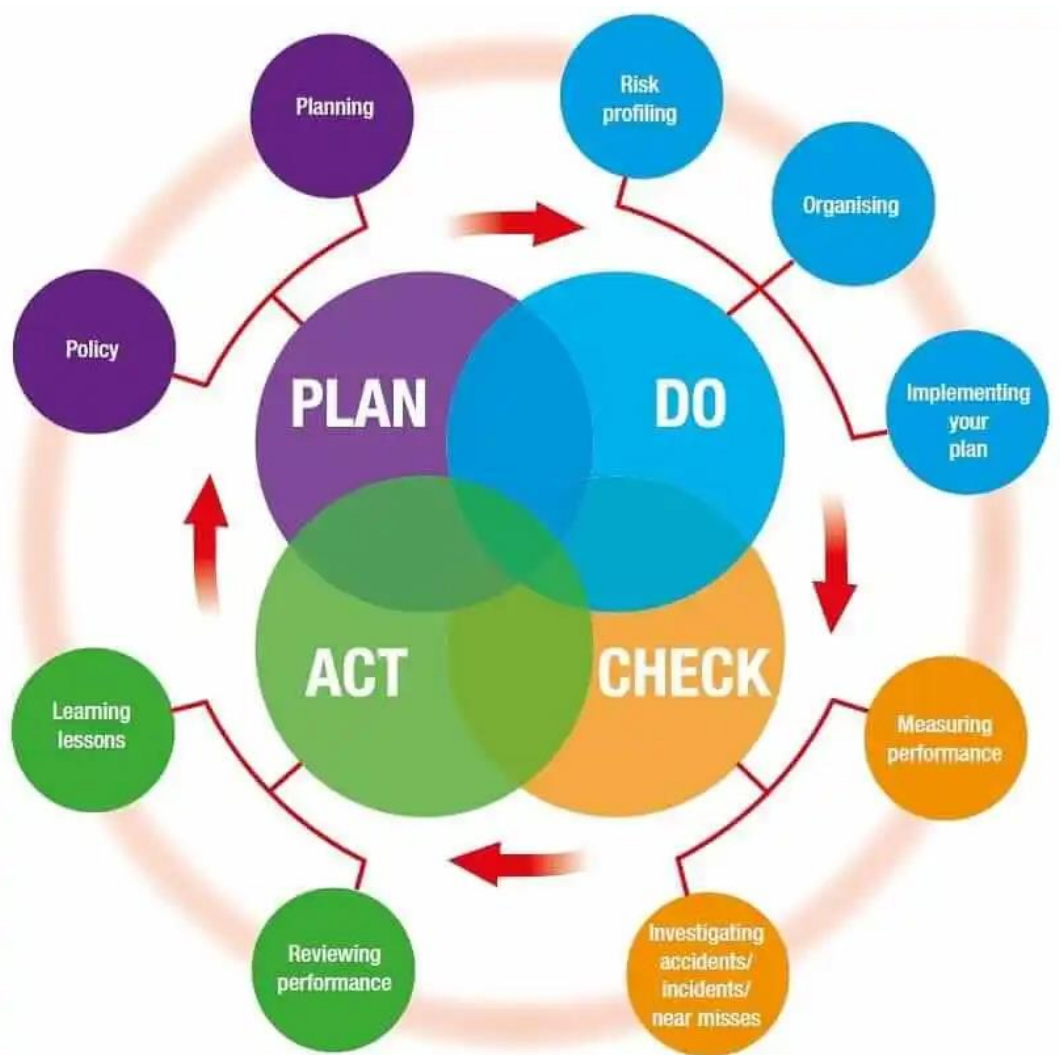 Planning
Risk
profiling
Organising
Policy
Implementing
your
plan
PLAN
DO
ACT
CHECK
Learning
lessons
Measuring
performance
Reviewing
performance
Investigating
accidents/
incidents/
near misses